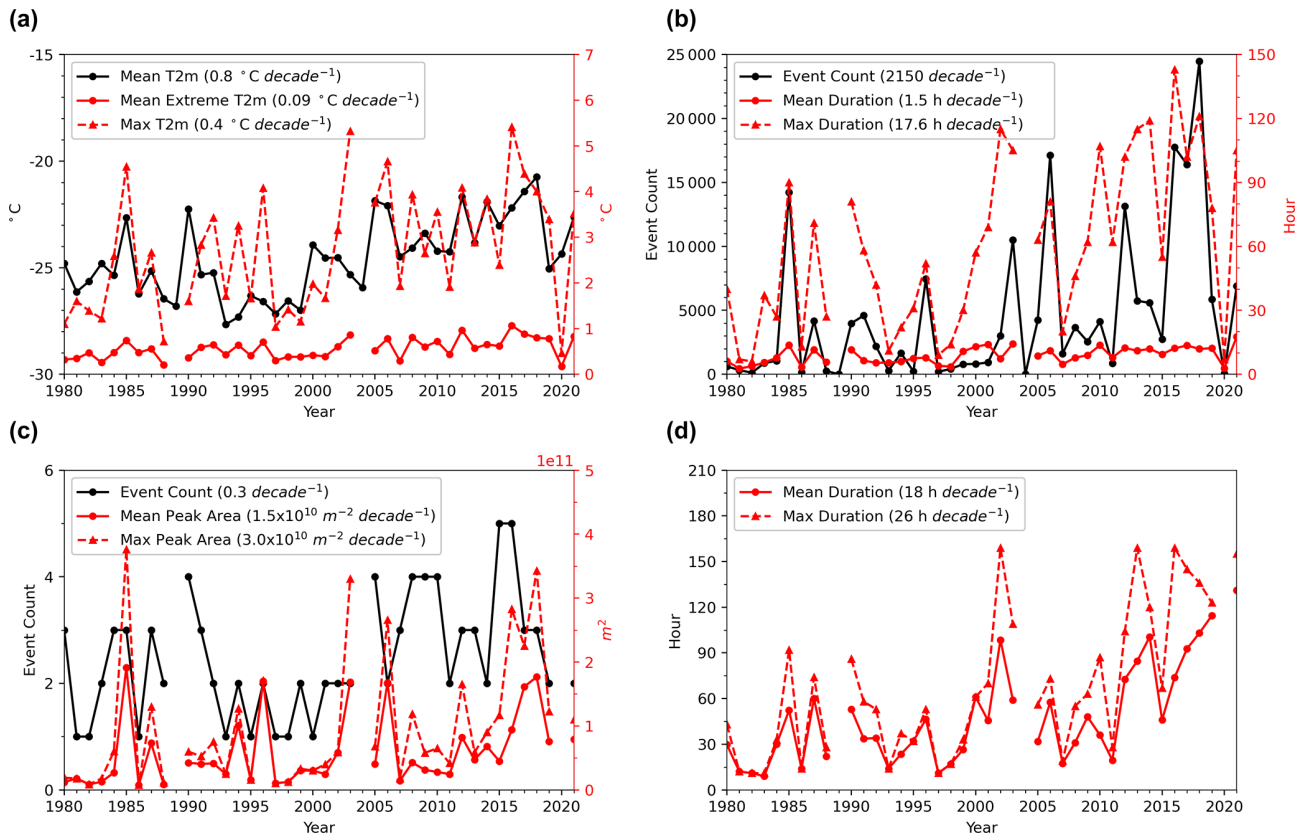 (a)
-15
-20
-25
-30
°C
7
6
5
4
3
2
1
0
°C
Mean T2m (0.8 °C decade⁻¹)
Mean Extreme T2m (0.09 °C decade⁻¹)
Max T2m (0.4 °C decade⁻¹)
1980 1985 1990 1995 2000 2005 2010 2015 2020
Year
(b)
25 000
20 000
15 000
10 000
5000
0
Event Count
150
120
90
60
30
0
Hour
Event Count (2150 decade⁻¹)
Mean Duration (1.5 h decade⁻¹)
Max Duration (17.6 h decade⁻¹)
1980 1985 1990 1995 2000 2005 2010 2015 2020
Year
(c)
6
4
2
0
Event Count
1e11
5
4
3
2
1
0
m²
Event Count (0.3 decade⁻¹)
Mean Peak Area (1.5x10¹⁰ m⁻² decade⁻¹)
Max Peak Area (3.0x10¹⁰ m⁻² decade⁻¹)
1980 1985 1990 1995 2000 2005 2010 2015 2020
Year
(d)
210
180
150
120
90
60
30
0
Hour
Mean Duration (18 h decade⁻¹)
Max Duration (26 h decade⁻¹)
1980 1985 1990 1995 2000 2005 2010 2015 2020
Year